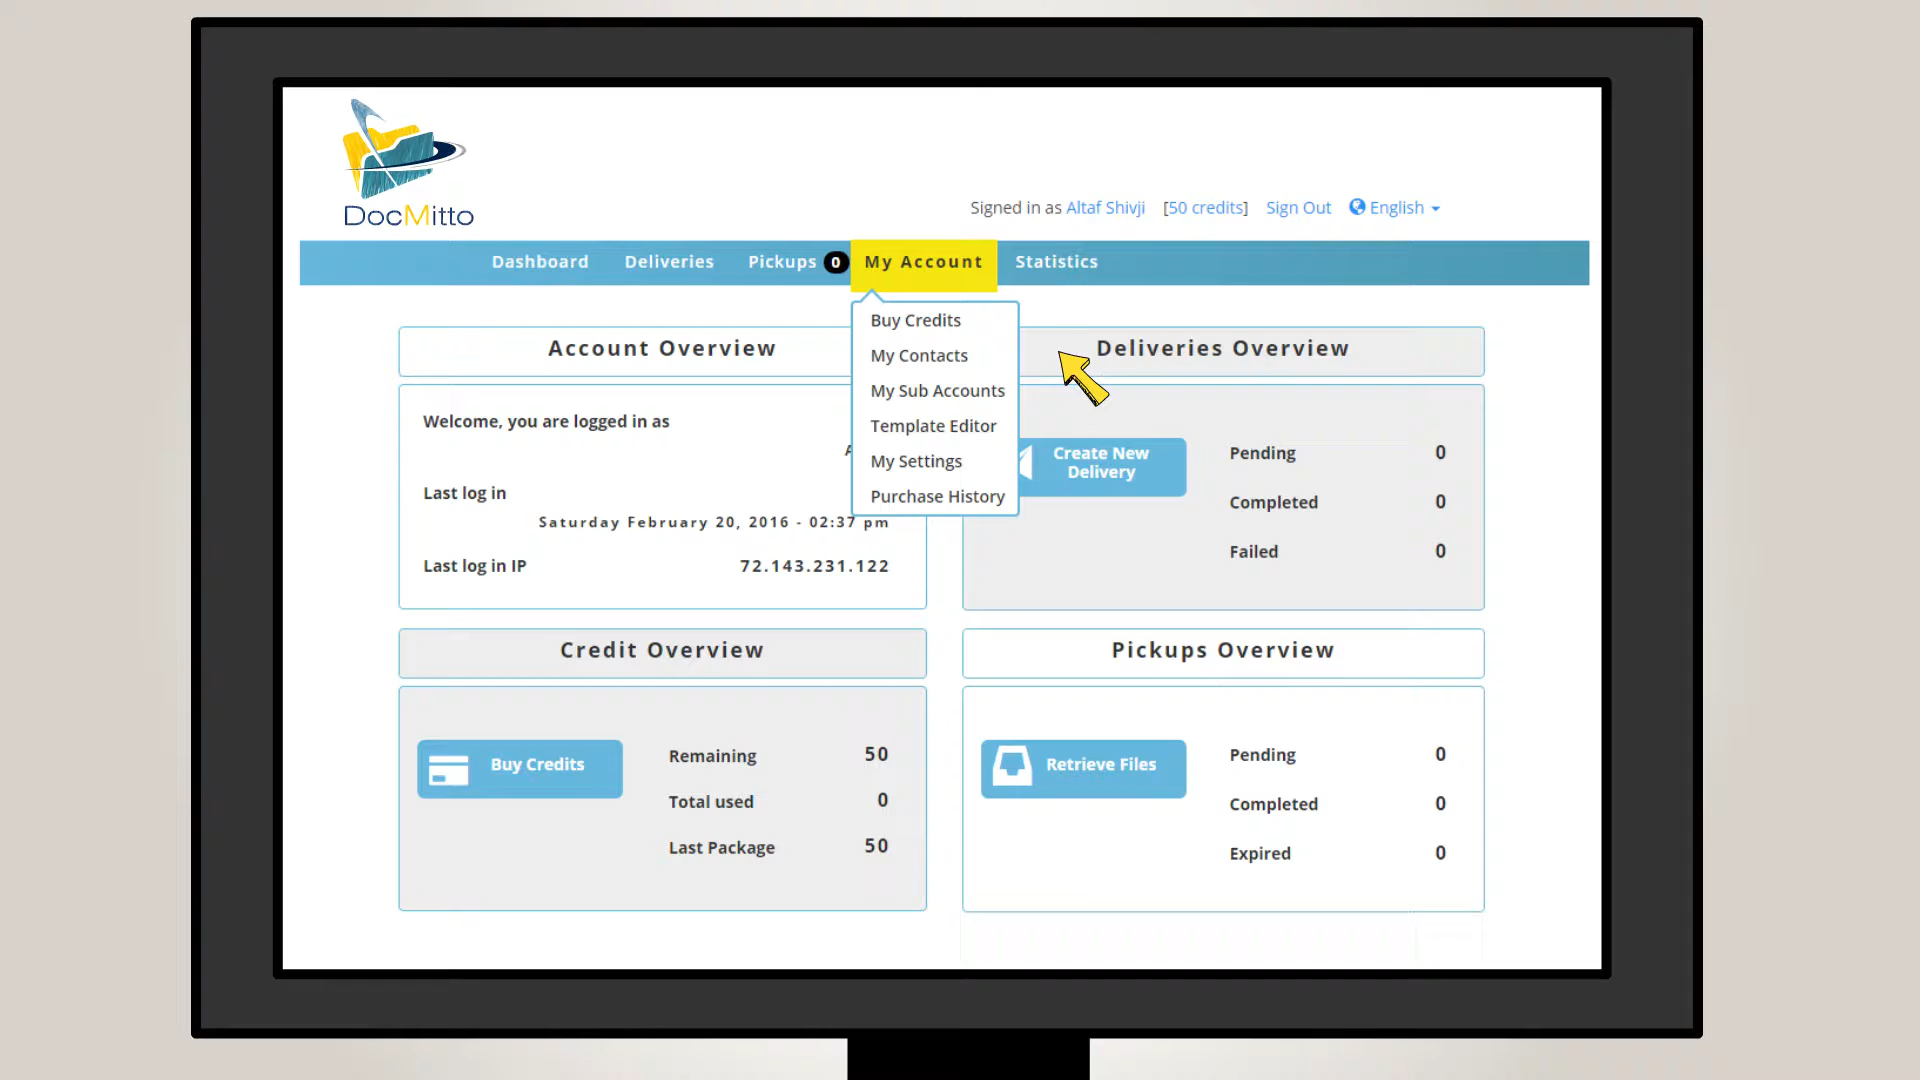 DocMitto
Signed in as Altaf Shivji [50 credits] Sign Out English
Dashboard Deliveries Pickups 0 My Account Statistics
Buy Credits
My Contacts
My Sub Accounts
Template Editor
My Settings
Purchase History
Account Overview
Welcome, you are logged in as
A
Last log in
Saturday February 20, 2016 - 02:37 pm
Last log in IP 72.143.231.122
Deliveries Overview
Create New
Delivery
Pending 0
Completed 0
Failed 0
Credit Overview
Buy Credits
Remaining 50
Total used 0
Last Package 50
Pickups Overview
Retrieve Files
Pending 0
Completed 0
Expired 0